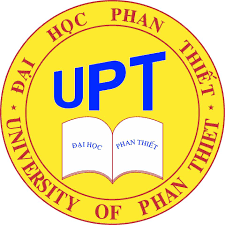 ĐẠI HỌC PHAN THIẾT
UPT
ĐẠI HỌC PHAN THIẾT
UNIVERSITY OF PHAN THIET